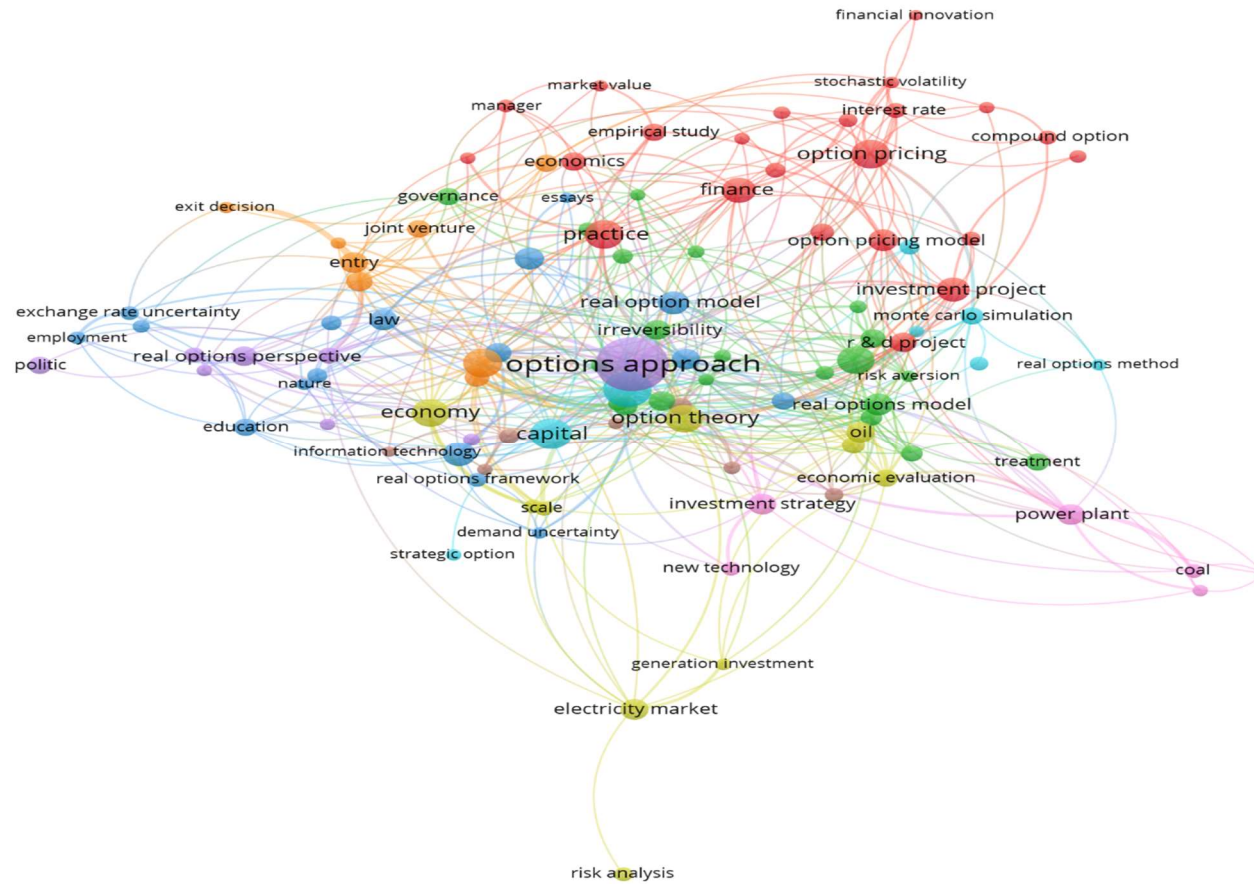 financial innovation
stochastic volatility
market value
interest rate
manager
empirical study
compound option
option pricing
economics
finance
governance
essays
exit decision
joint venture
practice
option pricing model
entry
investment project
real option model
exchange rate uncertainty
monte carlo simulation
law
irreversibility
employment
r & d project
politic
real options perspective
options approach
real options method
nature
risk aversion
real options model
economy
option theory
education
capital
oil
information technology
treatment
real options framework
economic evaluation
scale
investment strategy
power plant
demand uncertainty
strategic option
new technology
coal
generation investment
electricity market
risk analysis